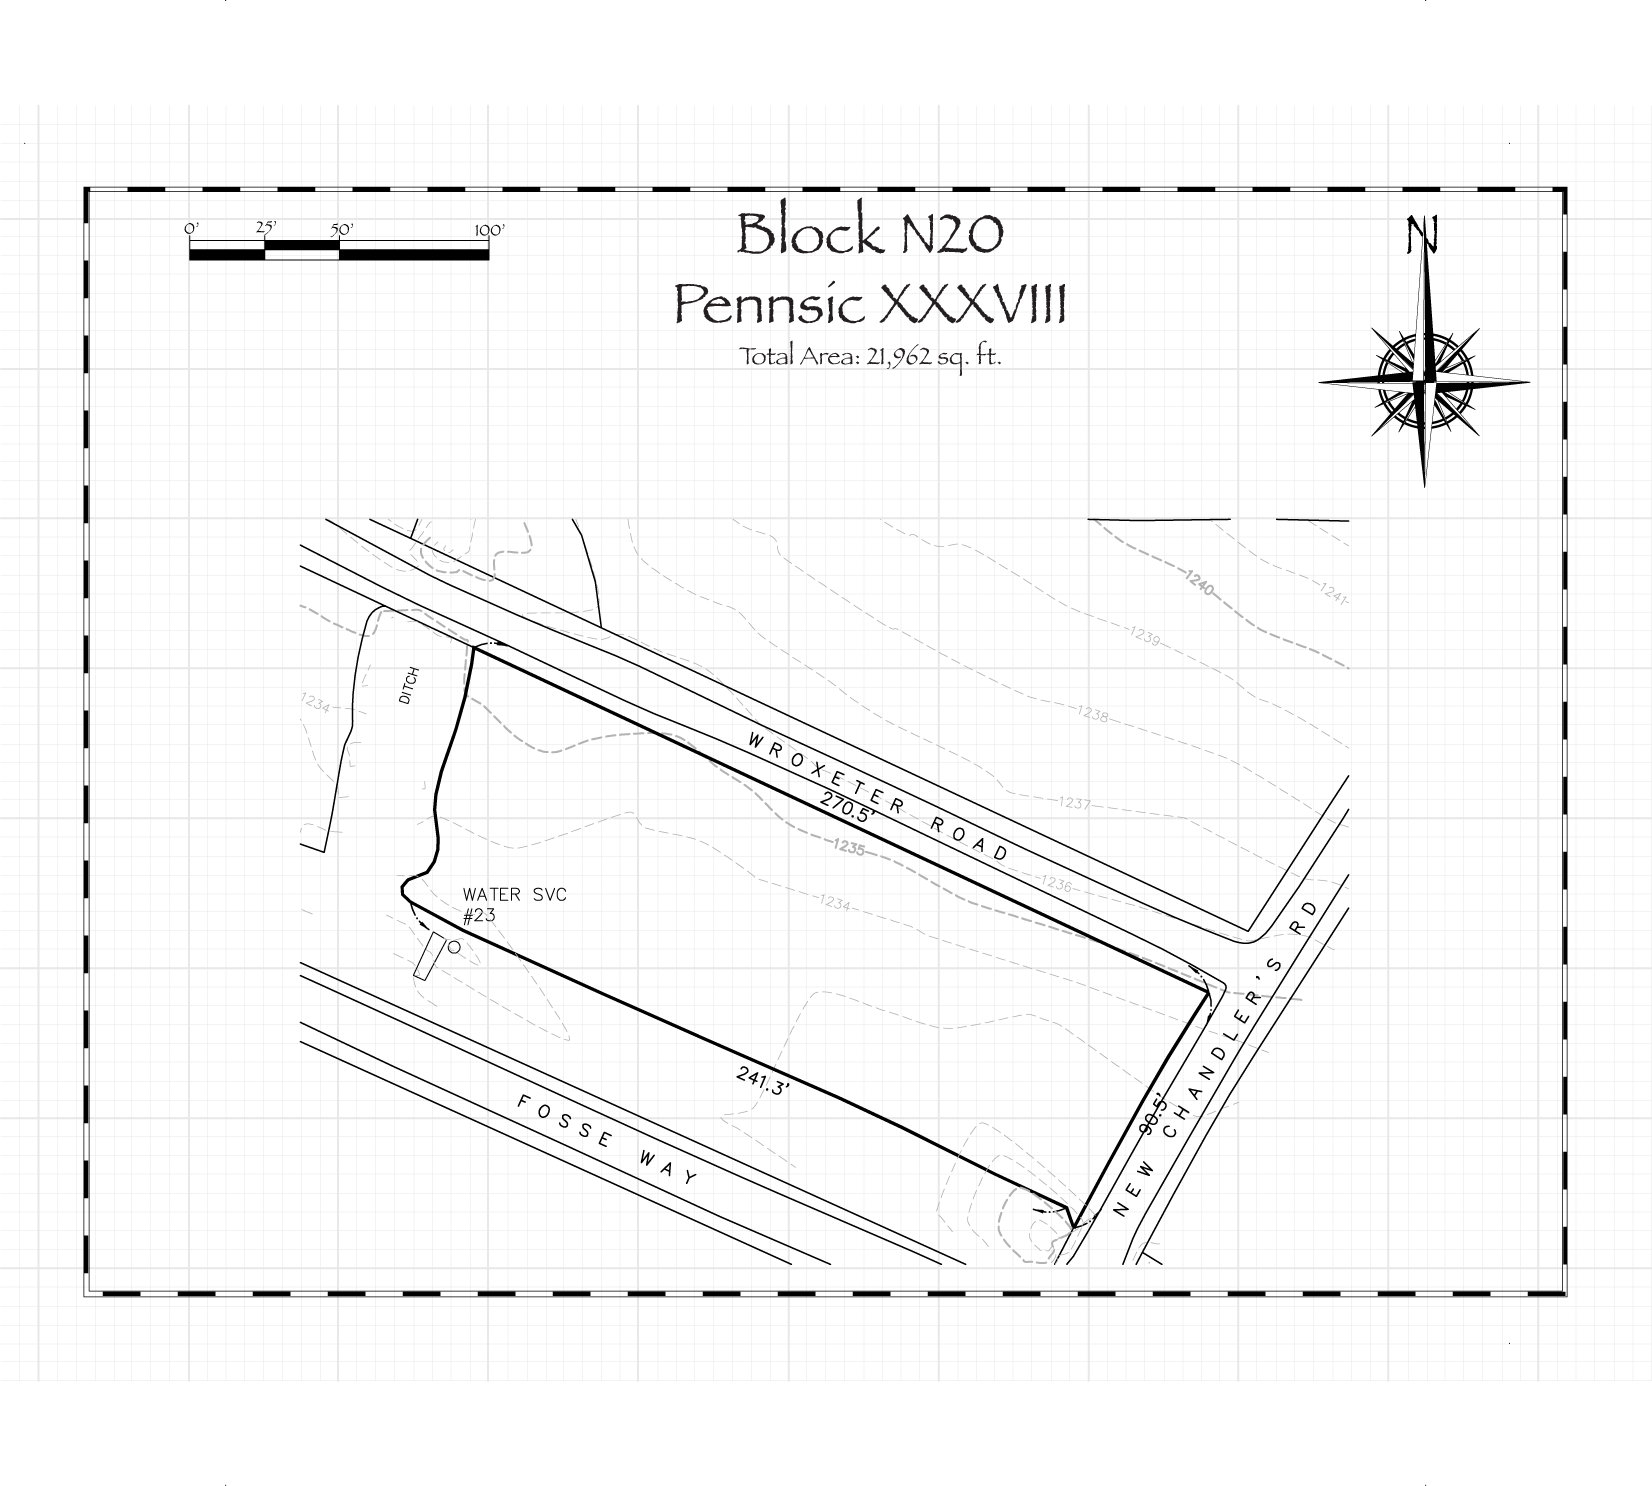 Block N20
Pennsic XXXVIII
Total Area: 21,962 sq. ft.
0' 25' 50' 100'
N
1240
1241
1239
1238
1237
1236
1235
1234
1234
DITCH
WROXETER ROAD
270.5'
WATER SVC
#23
241.3'
90.5'
NEW CHANDLER'S RD
FOSSE WAY